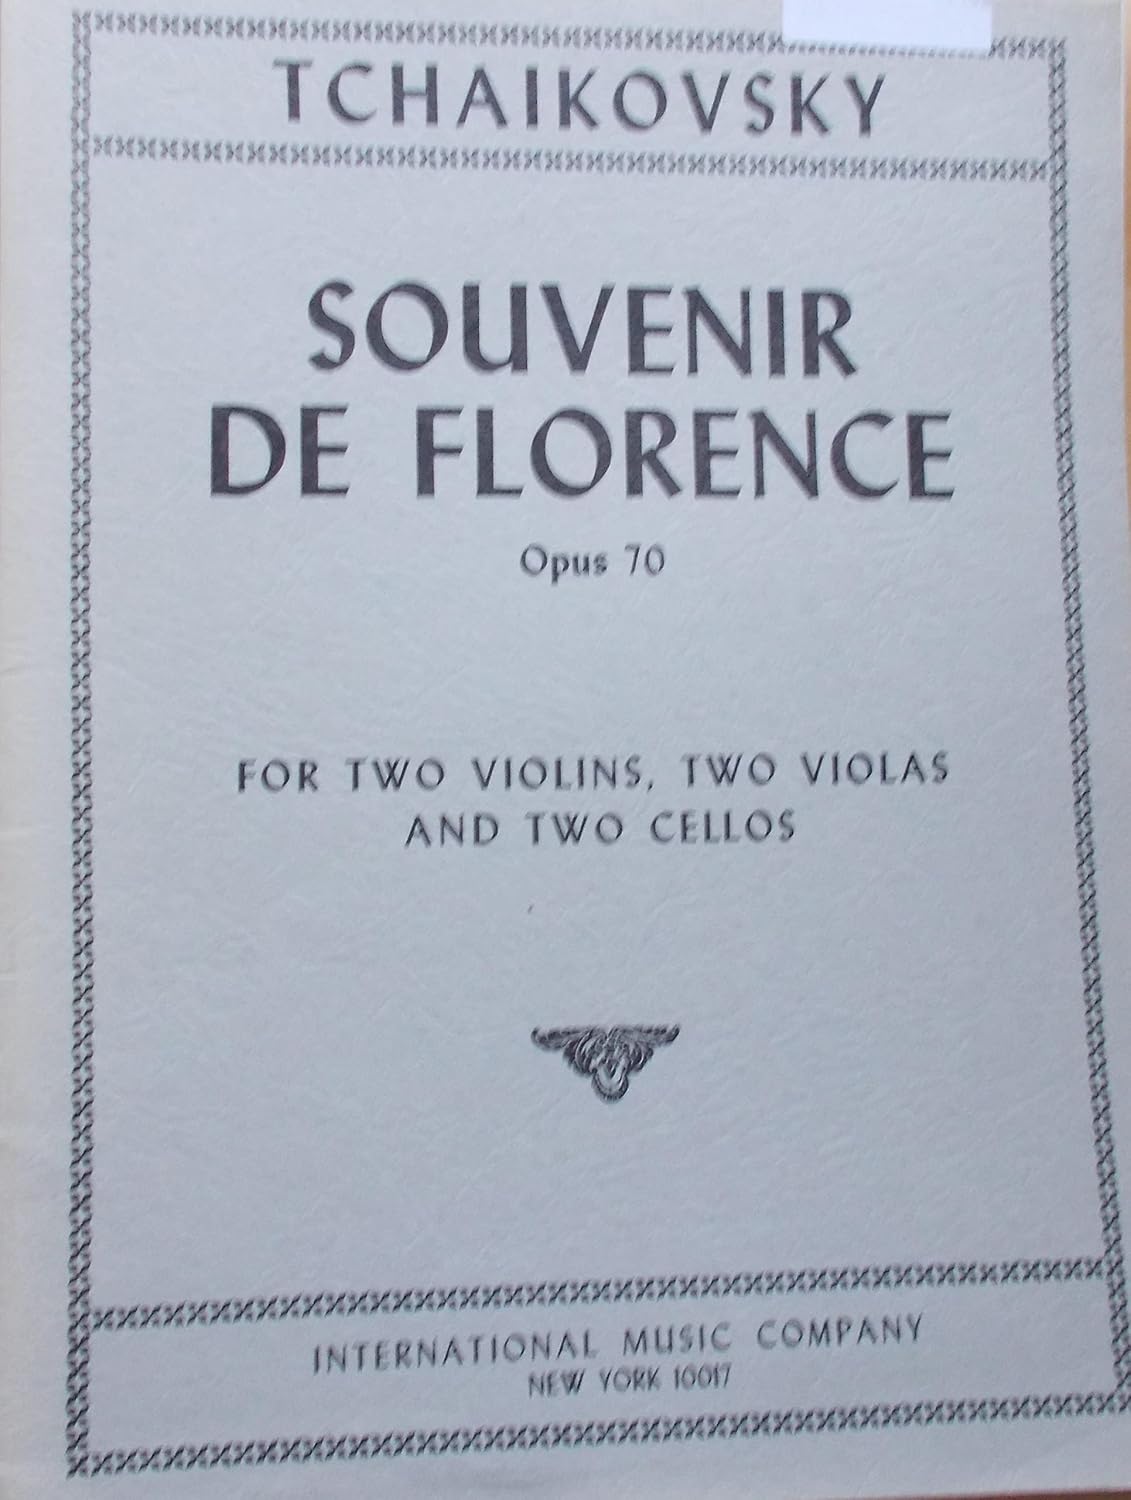 TCHAIKOVSKY
SOUVENIR
DE FLORENCE
Opus 70
FOR TWO VIOLINS, TWO VIOLAS
AND TWO CELLOS
INTERNATIONAL MUSIC COMPANY
NEW YORK 10017